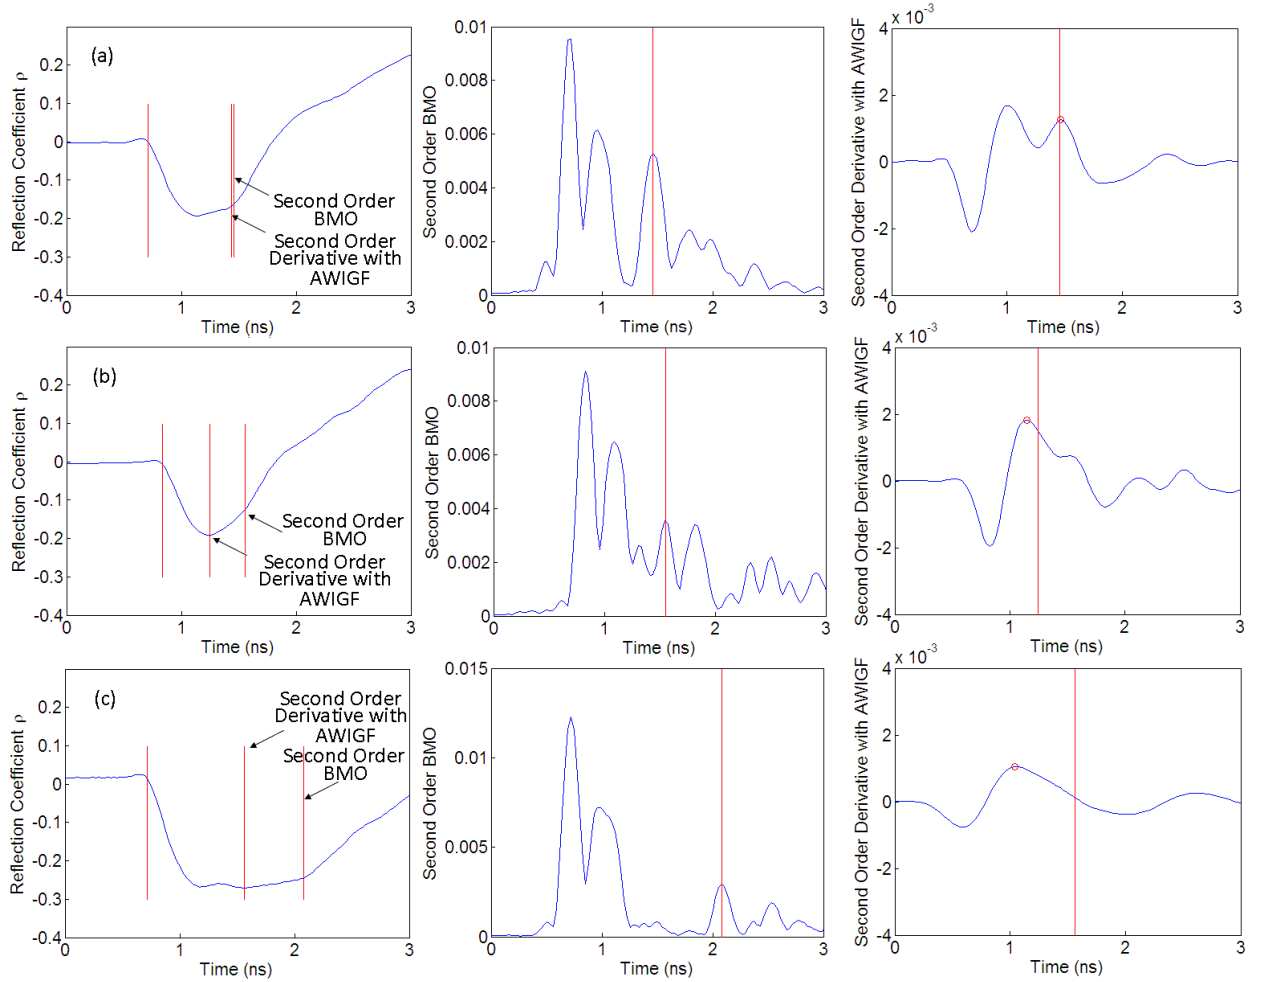 (a)
Reflection Coefficient ρ
0.2
0.1
0
-0.1
-0.2
-0.3
-0.4
0
1
2
3
Time (ns)
Second Order
BMO
Second Order
Derivative with
AWIGF
Second Order BMO
0.01
0.008
0.006
0.004
0.002
0
0
1
2
3
Time (ns)
Second Order Derivative with AWIGF
x 10⁻³
4
2
0
-2
-4
0
1
2
3
Time (ns)
(b)
Reflection Coefficient ρ
0.2
0.1
0
-0.1
-0.2
-0.3
-0.4
0
1
2
3
Time (ns)
Second Order
BMO
Second Order
Derivative with
AWIGF
Second Order BMO
0.01
0.008
0.006
0.004
0.002
0
0
1
2
3
Time (ns)
Second Order Derivative with AWIGF
x 10⁻³
4
2
0
-2
-4
0
1
2
3
Time (ns)
(c)
Reflection Coefficient ρ
0.2
0.1
0
-0.1
-0.2
-0.3
-0.4
0
1
2
3
Time (ns)
Second Order
Derivative with
AWIGF
Second Order
BMO
Second Order BMO
0.015
0.01
0.005
0
0
1
2
3
Time (ns)
Second Order Derivative with AWIGF
x 10⁻³
4
2
0
-2
-4
0
1
2
3
Time (ns)